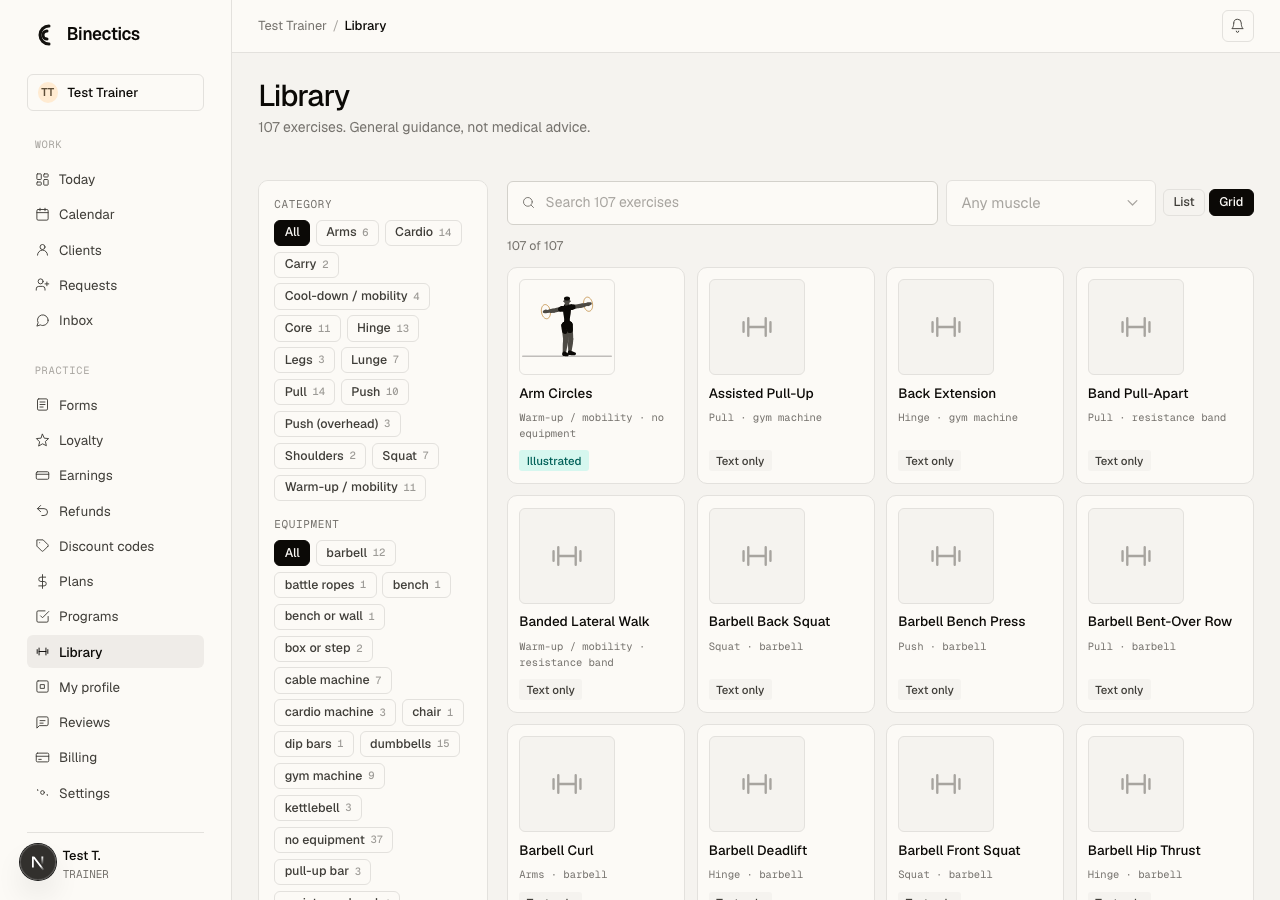 Binectics
TT Test Trainer
WORK
Today
Calendar
Clients
Requests
Inbox
PRACTICE
Forms
Loyalty
Earnings
Refunds
Discount codes
Plans
Programs
Library
My profile
Reviews
Billing
Settings
N
Test T.
TRAINER
Test Trainer / Library
Library
107 exercises. General guidance, not medical advice.
CATEGORY
All Arms 6 Cardio 14
Carry 2
Cool-down / mobility 4
Core 11 Hinge 13
Legs 3 Lunge 7
Pull 14 Push 10
Push (overhead) 3
Shoulders 2 Squat 7
Warm-up / mobility 11
EQUIPMENT
All barbell 12
battle ropes 1 bench 1
bench or wall 1
box or step 2
cable machine 7
cardio machine 3 chair 1
dip bars 1 dumbbells 15
gym machine 9
kettlebell 3
no equipment 37
pull-up bar 3
Search 107 exercises
Any muscle
List Grid
107 of 107
Arm Circles
Warm-up / mobility · no
equipment
Illustrated
Assisted Pull-Up
Pull · gym machine
Text only
Back Extension
Hinge · gym machine
Text only
Band Pull-Apart
Pull · resistance band
Text only
Banded Lateral Walk
Warm-up / mobility ·
resistance band
Text only
Barbell Back Squat
Squat · barbell
Text only
Barbell Bench Press
Push · barbell
Text only
Barbell Bent-Over Row
Pull · barbell
Text only
Barbell Curl
Arms · barbell
Barbell Deadlift
Hinge · barbell
Barbell Front Squat
Squat · barbell
Barbell Hip Thrust
Hinge · barbell